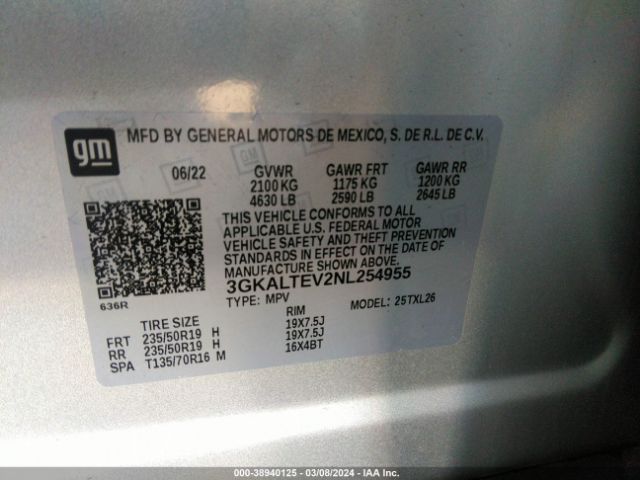 gm
MFD BY GENERAL MOTORS DE MEXICO, S. DE R.L. DE C.V.
06/22 GVWR GAWR FRT GAWR RR
2100 KG 1175 KG 1200 KG
4630 LB 2590 LB 2645 LB
THIS VEHICLE CONFORMS TO ALL
APPLICABLE U.S. FEDERAL MOTOR
VEHICLE SAFETY AND THEFT PREVENTION
STANDARDS IN EFFECT ON THE DATE OF
MANUFACTURE SHOWN ABOVE.
3GKALTEV2NL254955
636R TYPE: MPV MODEL: 25TXL26
TIRE SIZE RIM
FRT 235/50R19 H 19X7.5J
RR 235/50R19 H 19X7.5J
SPA T135/70R16 M 16X4BT
000-38940125 - 03/08/2024 - IAA Inc.